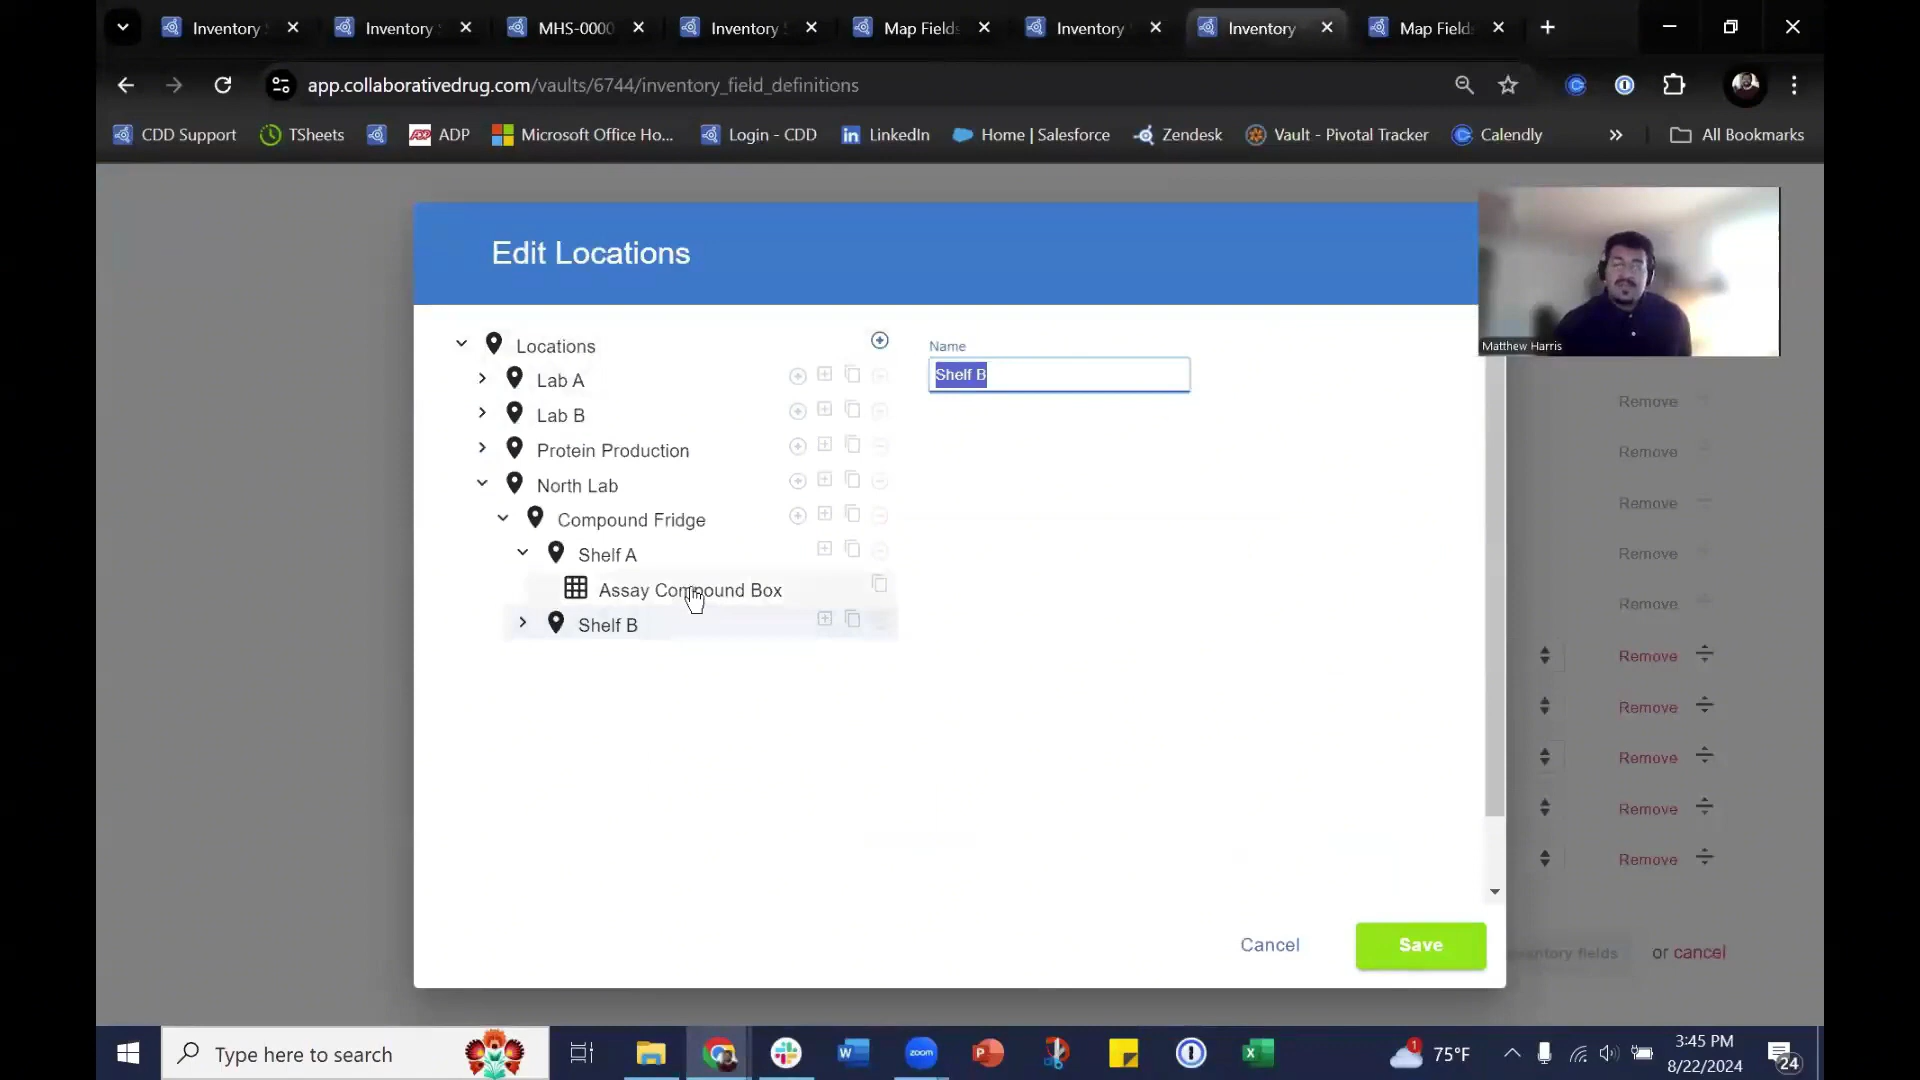 Inventory
Inventory
MHS-0000
Inventory
Map Fields
Inventory
Inventory
Map Field
app.collaborativedrug.com/vaults/6744/inventory_field_definitions
CDD Support
TSheets
ADP
Microsoft Office Ho...
Login - CDD
LinkedIn
Home | Salesforce
Zendesk
Vault - Pivotal Tracker
Calendly
All Bookmarks
Edit Locations
Matthew Harris
Locations
Lab A
Lab B
Protein Production
North Lab
Compound Fridge
Shelf A
Assay Compound Box
Shelf B
Name
Shelf B
Remove
Remove
Remove
Remove
Remove
Remove
Remove
Remove
Remove
Remove
Cancel
Save
fields or cancel
Type here to search
zoom
1
75°F
3:45 PM
8/22/2024
24